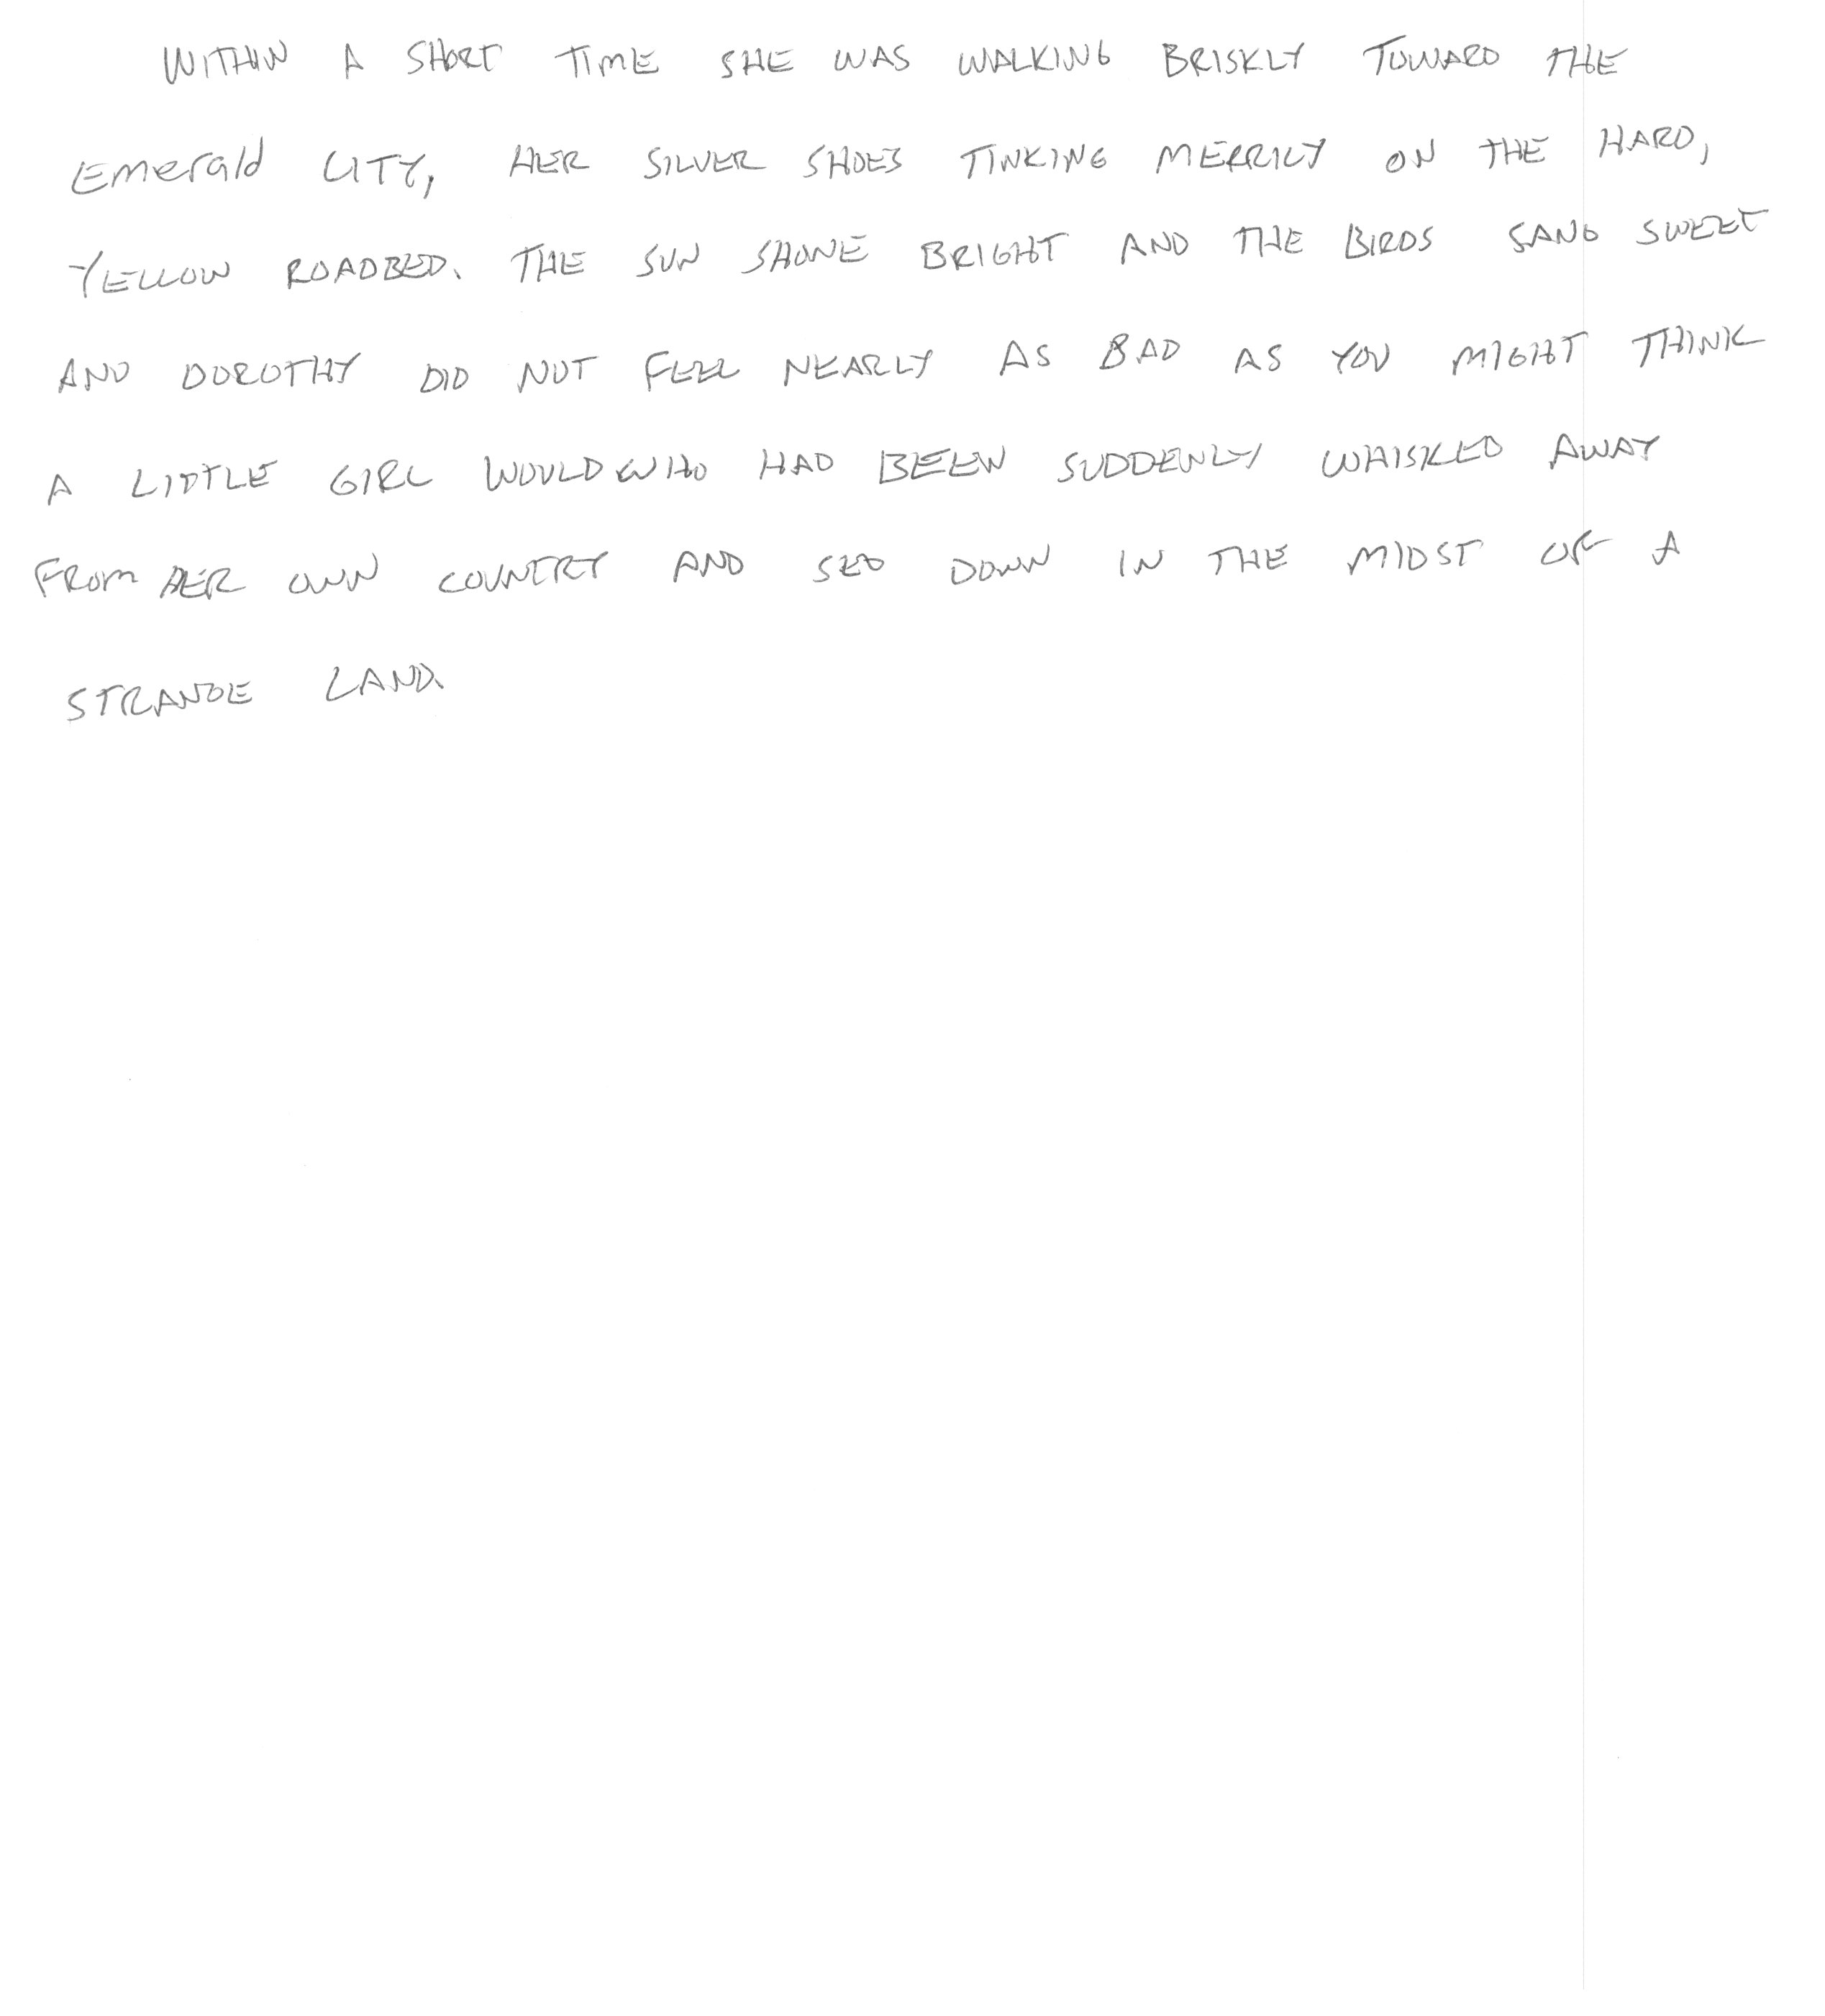 WITHIN A SHORT TIME SHE WAS WALKING BRISKLY TOWARD THE
Emerald CITY, HER SILVER SHOES TINKING MERRILY ON THE HARD,
YELLOW ROADBED. THE SUN SHONE BRIGHT AND THE BIRDS SANG SWEET
AND DOROTHY DID NOT FEEL NEARLY AS BAD AS YOU MIGHT THINK
A LITTLE GIRL WOULD WHO HAD BEEN SUDDENLY WHISKED AWAY
FROM HER OWN COUNTRY AND SED DOWN IN THE MIDST OF A
STRANGE LAND.